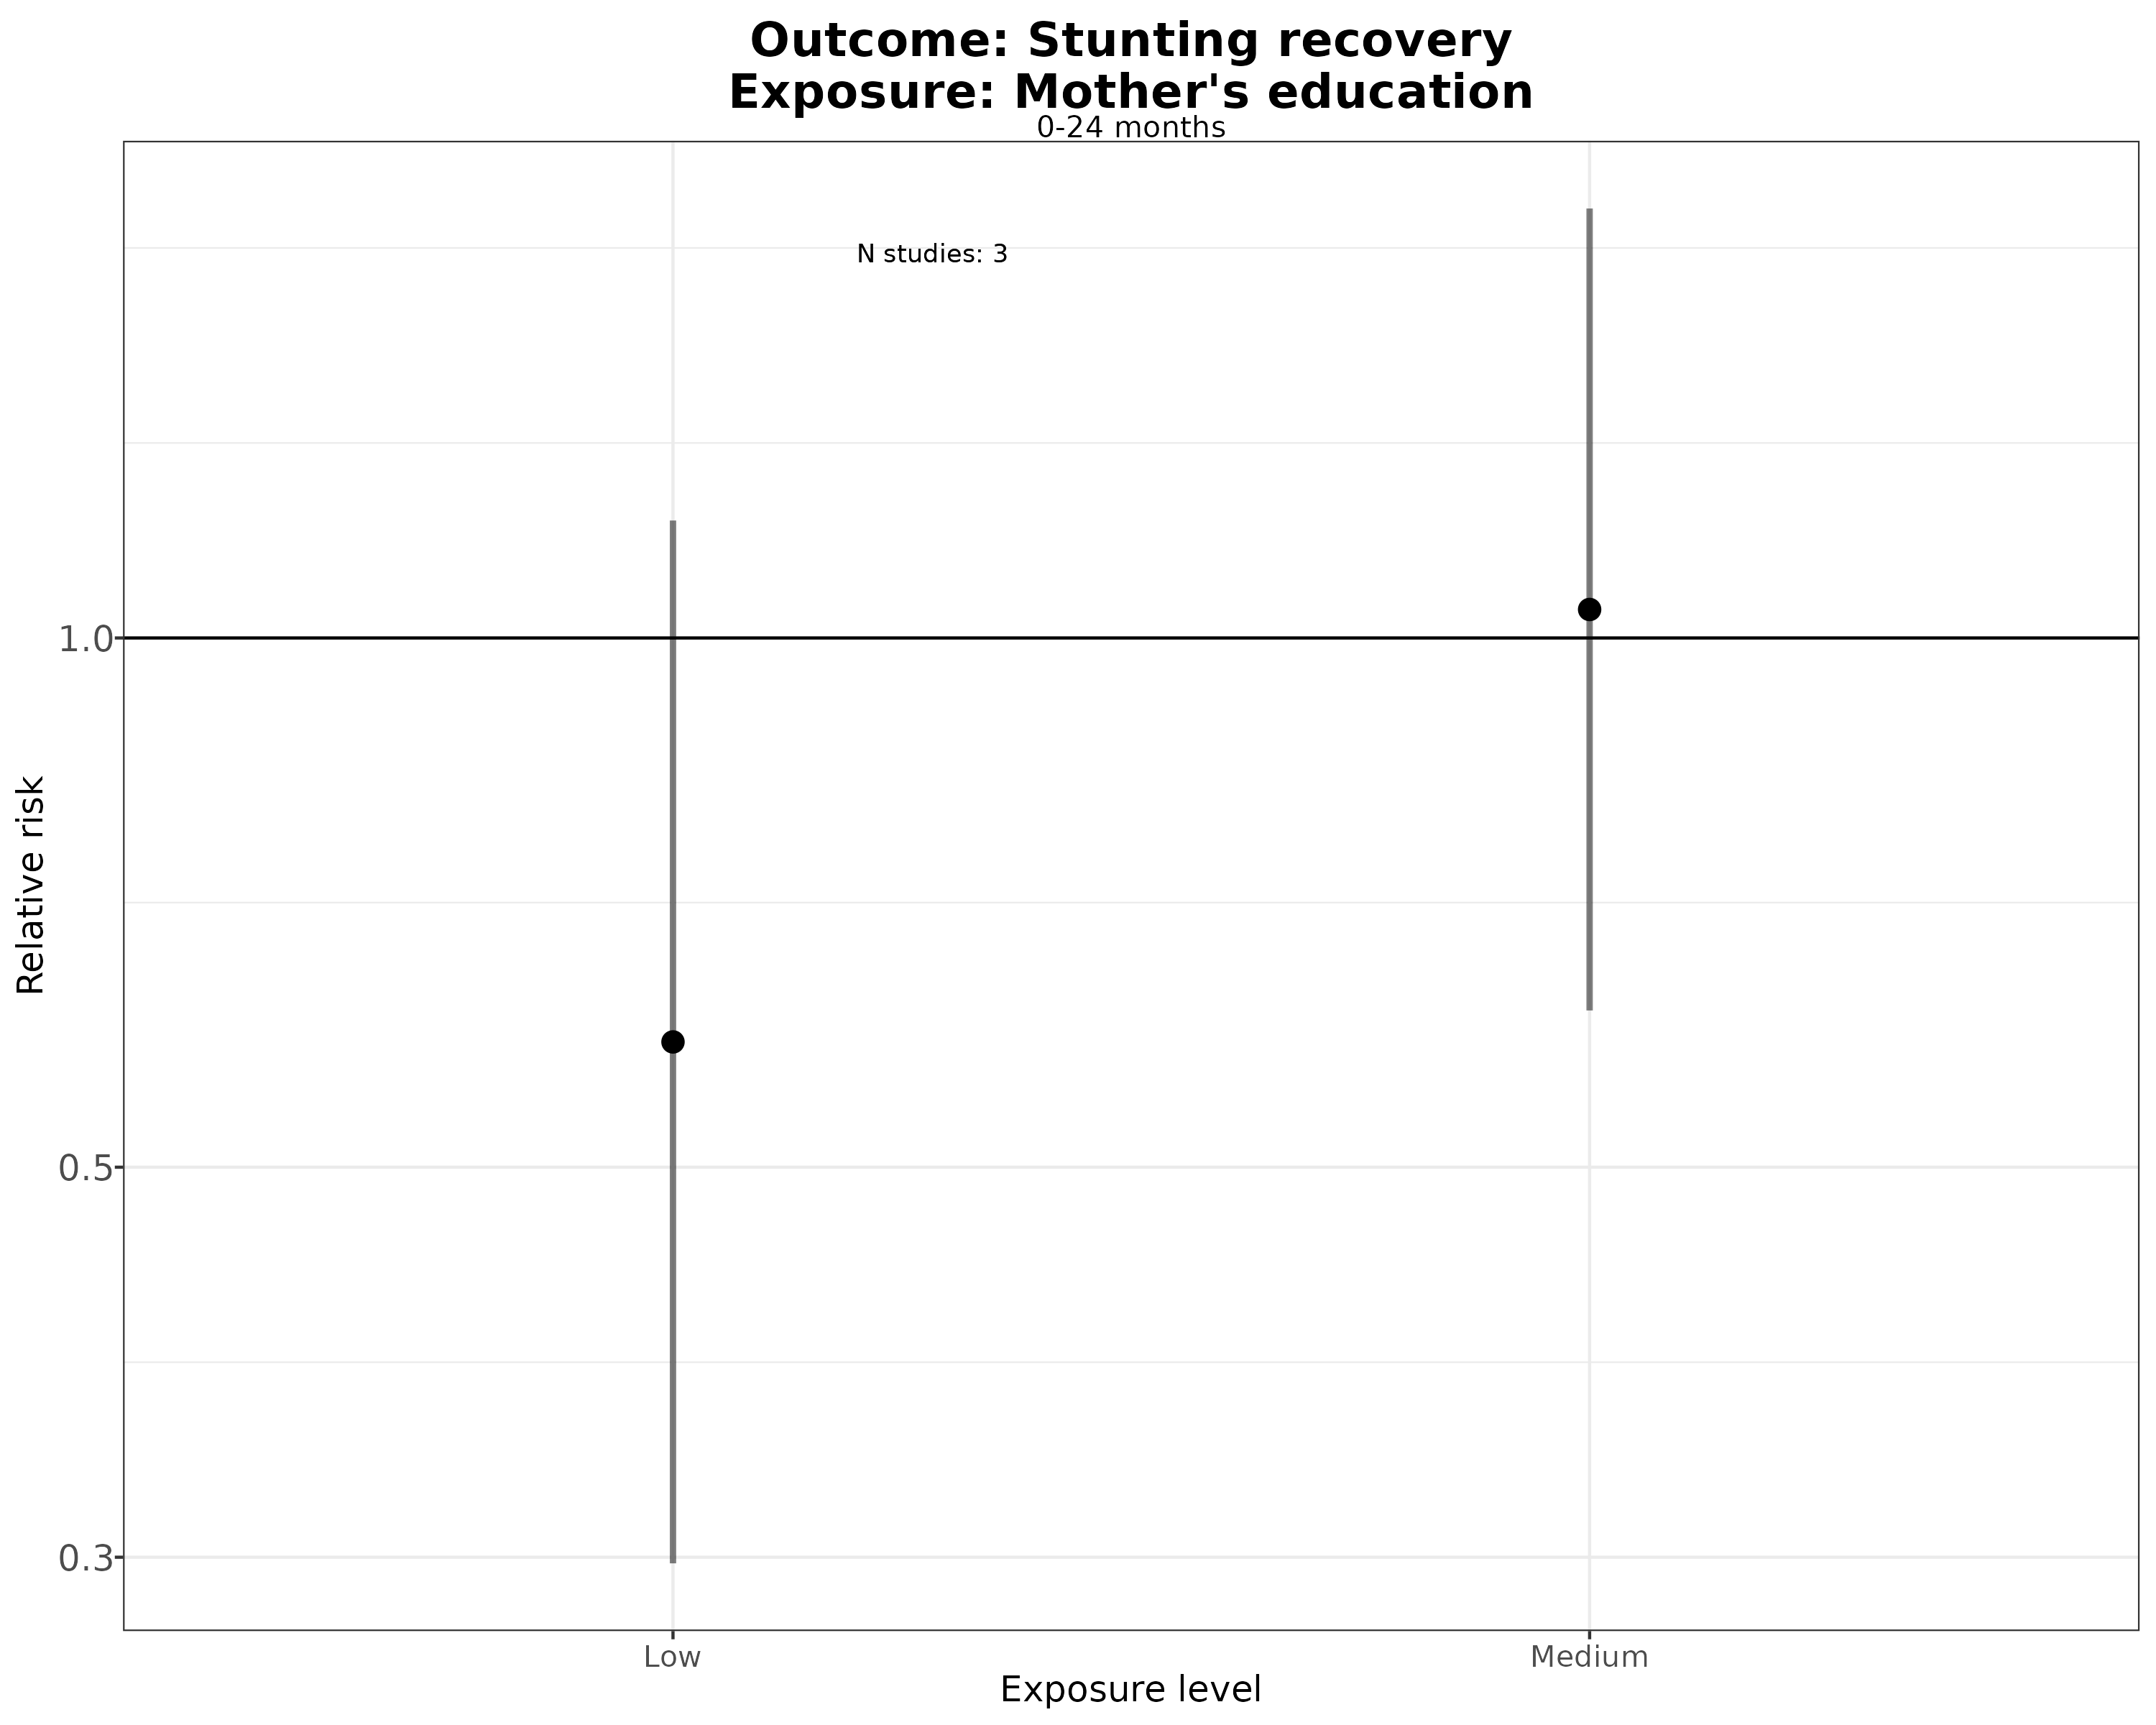 Outcome: Stunting recovery
Exposure: Mother's education
0-24 months
N studies: 3
1.0
0.5
0.3
Relative risk
Low
Medium
Exposure level